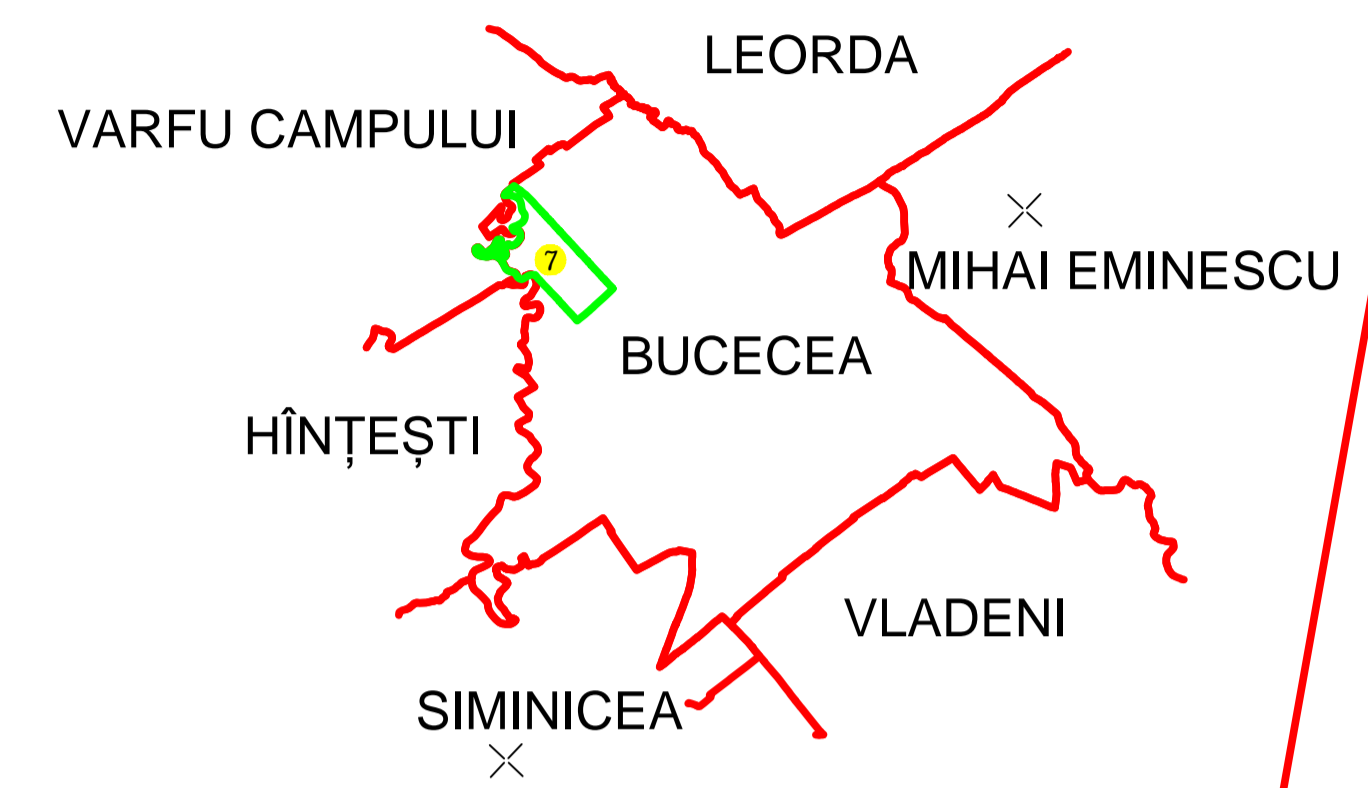 LEORDA
VARFU CAMPULUI
7
MIHAI EMINESCU
BUCECEA
HÎNȚEȘTI
VLADENI
SIMINICEA